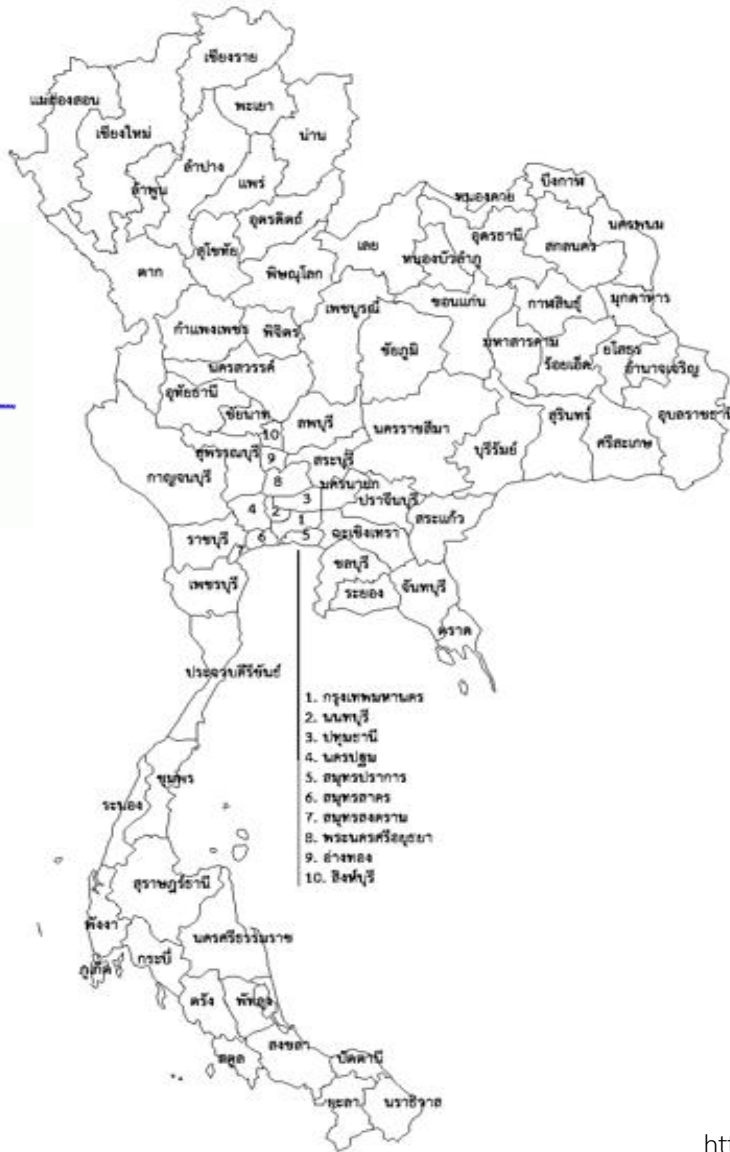 เชียงราย
แม่ฮ่องสอน
พะเยา
เชียงใหม่
น่าน
ลำปาง
แพร่
ลำพูน
บึงกาฬ
หนองคาย
อุตรดิตถ์
นครพนม
เลย
อุดรธานี
สุโขทัย
สกลนคร
หนองบัวลำภู
ตาก
พิษณุโลก
ขอนแก่น
กาฬสินธุ์
มุกดาหาร
เพชรบูรณ์
กำแพงเพชร
พิจิตร
มหาสารคาม
ยโสธร
ชัยภูมิ
ร้อยเอ็ด
อำนาจเจริญ
นครสวรรค์
อุทัยธานี
ชัยนาท
ลพบุรี
สุรินทร์
อุบลราชธานี
นครราชสีมา
10
บุรีรัมย์
ศรีสะเกษ
สุพรรณบุรี
9
สระบุรี
กาญจนบุรี
8
นครนายก
3
ปราจีนบุรี
4
2
1
สระแก้ว
ราชบุรี
6
5
ฉะเชิงเทรา
7
ชลบุรี
เพชรบุรี
ระยอง
จันทบุรี
ตราด
ประจวบคีรีขันธ์
1. กรุงเทพมหานคร
2. นนทบุรี
3. ปทุมธานี
4. นครปฐม
5. สมุทรปราการ
6. สมุทรสาคร
7. สมุทรสงคราม
8. พระนครศรีอยุธยา
9. อ่างทอง
10. สิงห์บุรี
ชุมพร
ระนอง
สุราษฎร์ธานี
พังงา
นครศรีธรรมราช
กระบี่
ภูเก็ต
ตรัง
พัทลุง
สงขลา
สตูล
ปัตตานี
ยะลา
นราธิวาส
htt